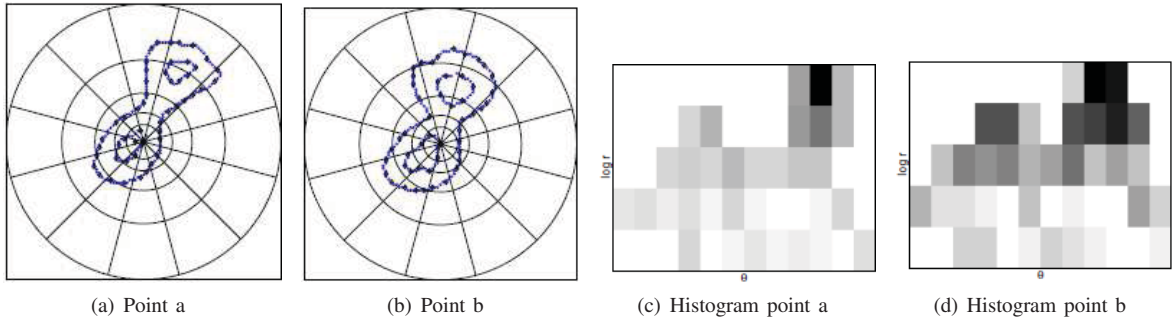 log r
θ
log r
θ
(a) Point a
(b) Point b
(c) Histogram point a
(d) Histogram point b